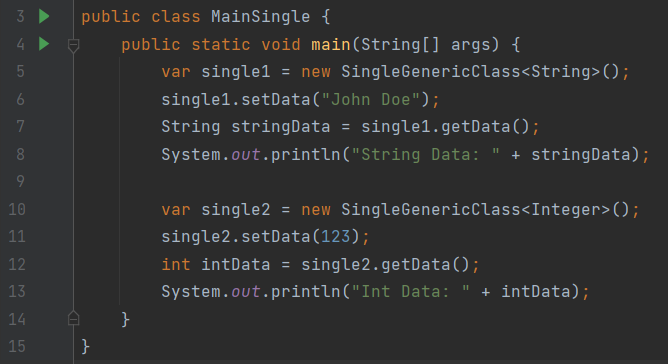 3 public class MainSingle {
4     public static void main(String[] args) {
5         var single1 = new SingleGenericClass<String>();
6         single1.setData("John Doe");
7         String stringData = single1.getData();
8         System.out.println("String Data: " + stringData);
9
10         var single2 = new SingleGenericClass<Integer>();
11         single2.setData(123);
12         int intData = single2.getData();
13         System.out.println("Int Data: " + intData);
14     }
15 }